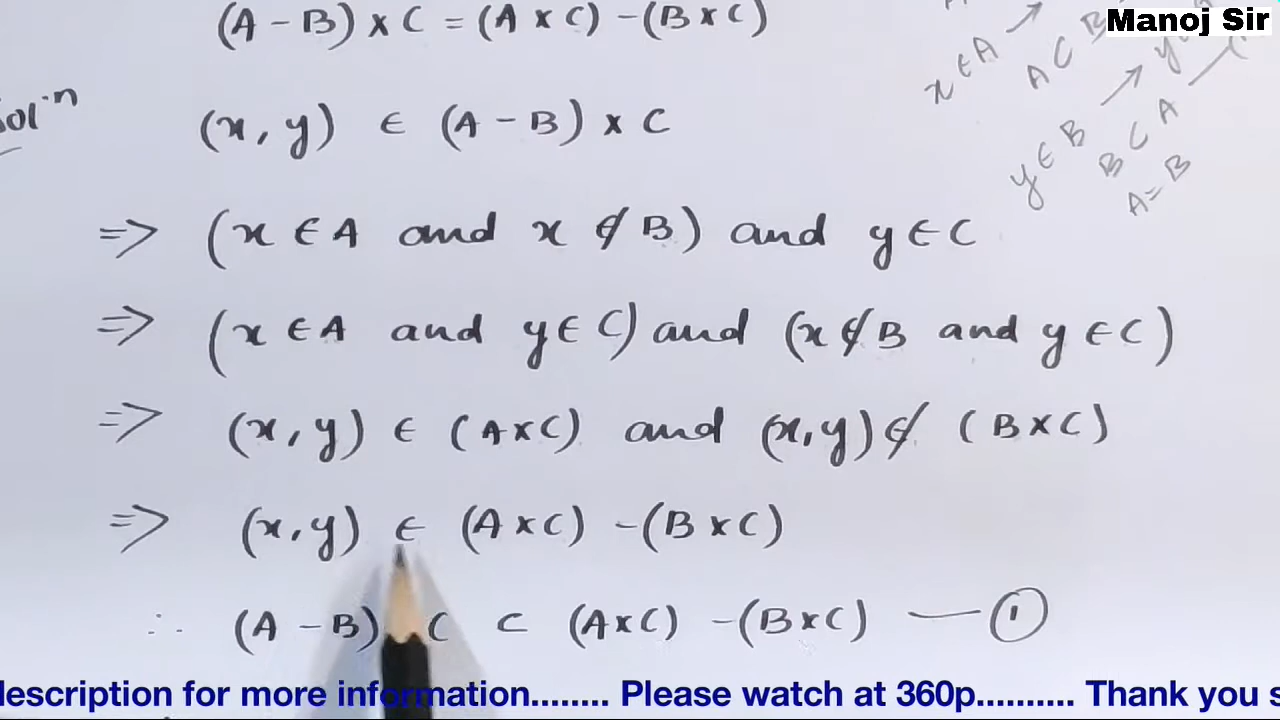 (A - B) × C = (A × C) - (B × C)
Manoj Sir
x ∈ A →
A ⊂ B
Sol·n
(x, y) ∈ (A - B) × C
y ∈ B →
B ⊂ A
A = B
=> (x ∈ A and x ∉ B) and y ∈ C
=> (x ∈ A and y ∈ C) and (x ∉ B and y ∈ C)
=> (x, y) ∈ (A×C) and (x, y) ∉ (B×C)
=> (x, y) ∈ (A × C) - (B × C)
∴ (A - B) C ⊂ (A×C) - (B×C) — ①
description for more information........ Please watch at 360p.......... Thank you s